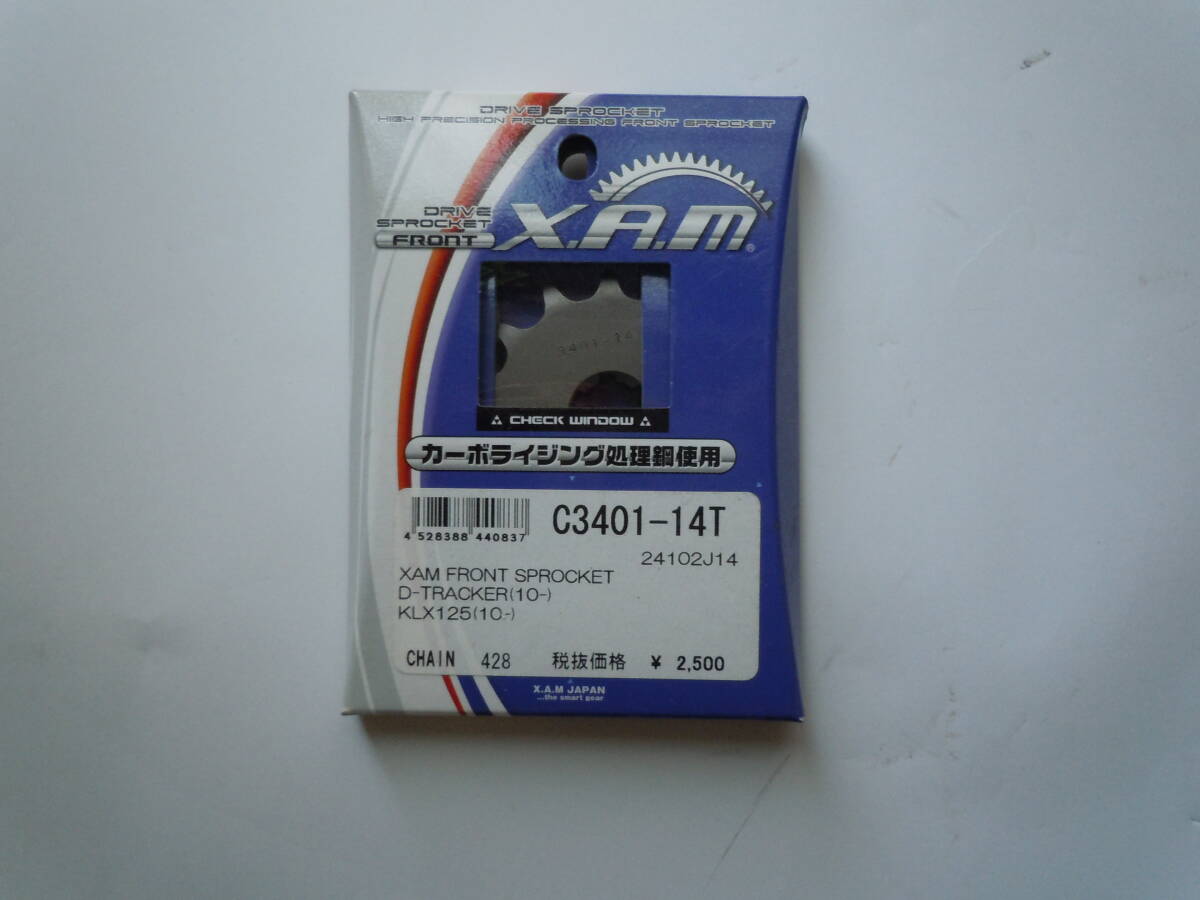 DRIVE SPROCKET
HIGH PRECISION PROCESSING FRONT SPROCKET
DRIVE
SPROCKET
FRONT
X.A.M
®
3401-14
CHECK WINDOW
カーボライジング処理鋼使用
4 528388 440837
C3401-14T
24102J14
XAM FRONT SPROCKET
D-TRACKER(10-)
KLX125(10-)
CHAIN 428 税抜価格 ¥ 2,500
X.A.M JAPAN
...the smart gear